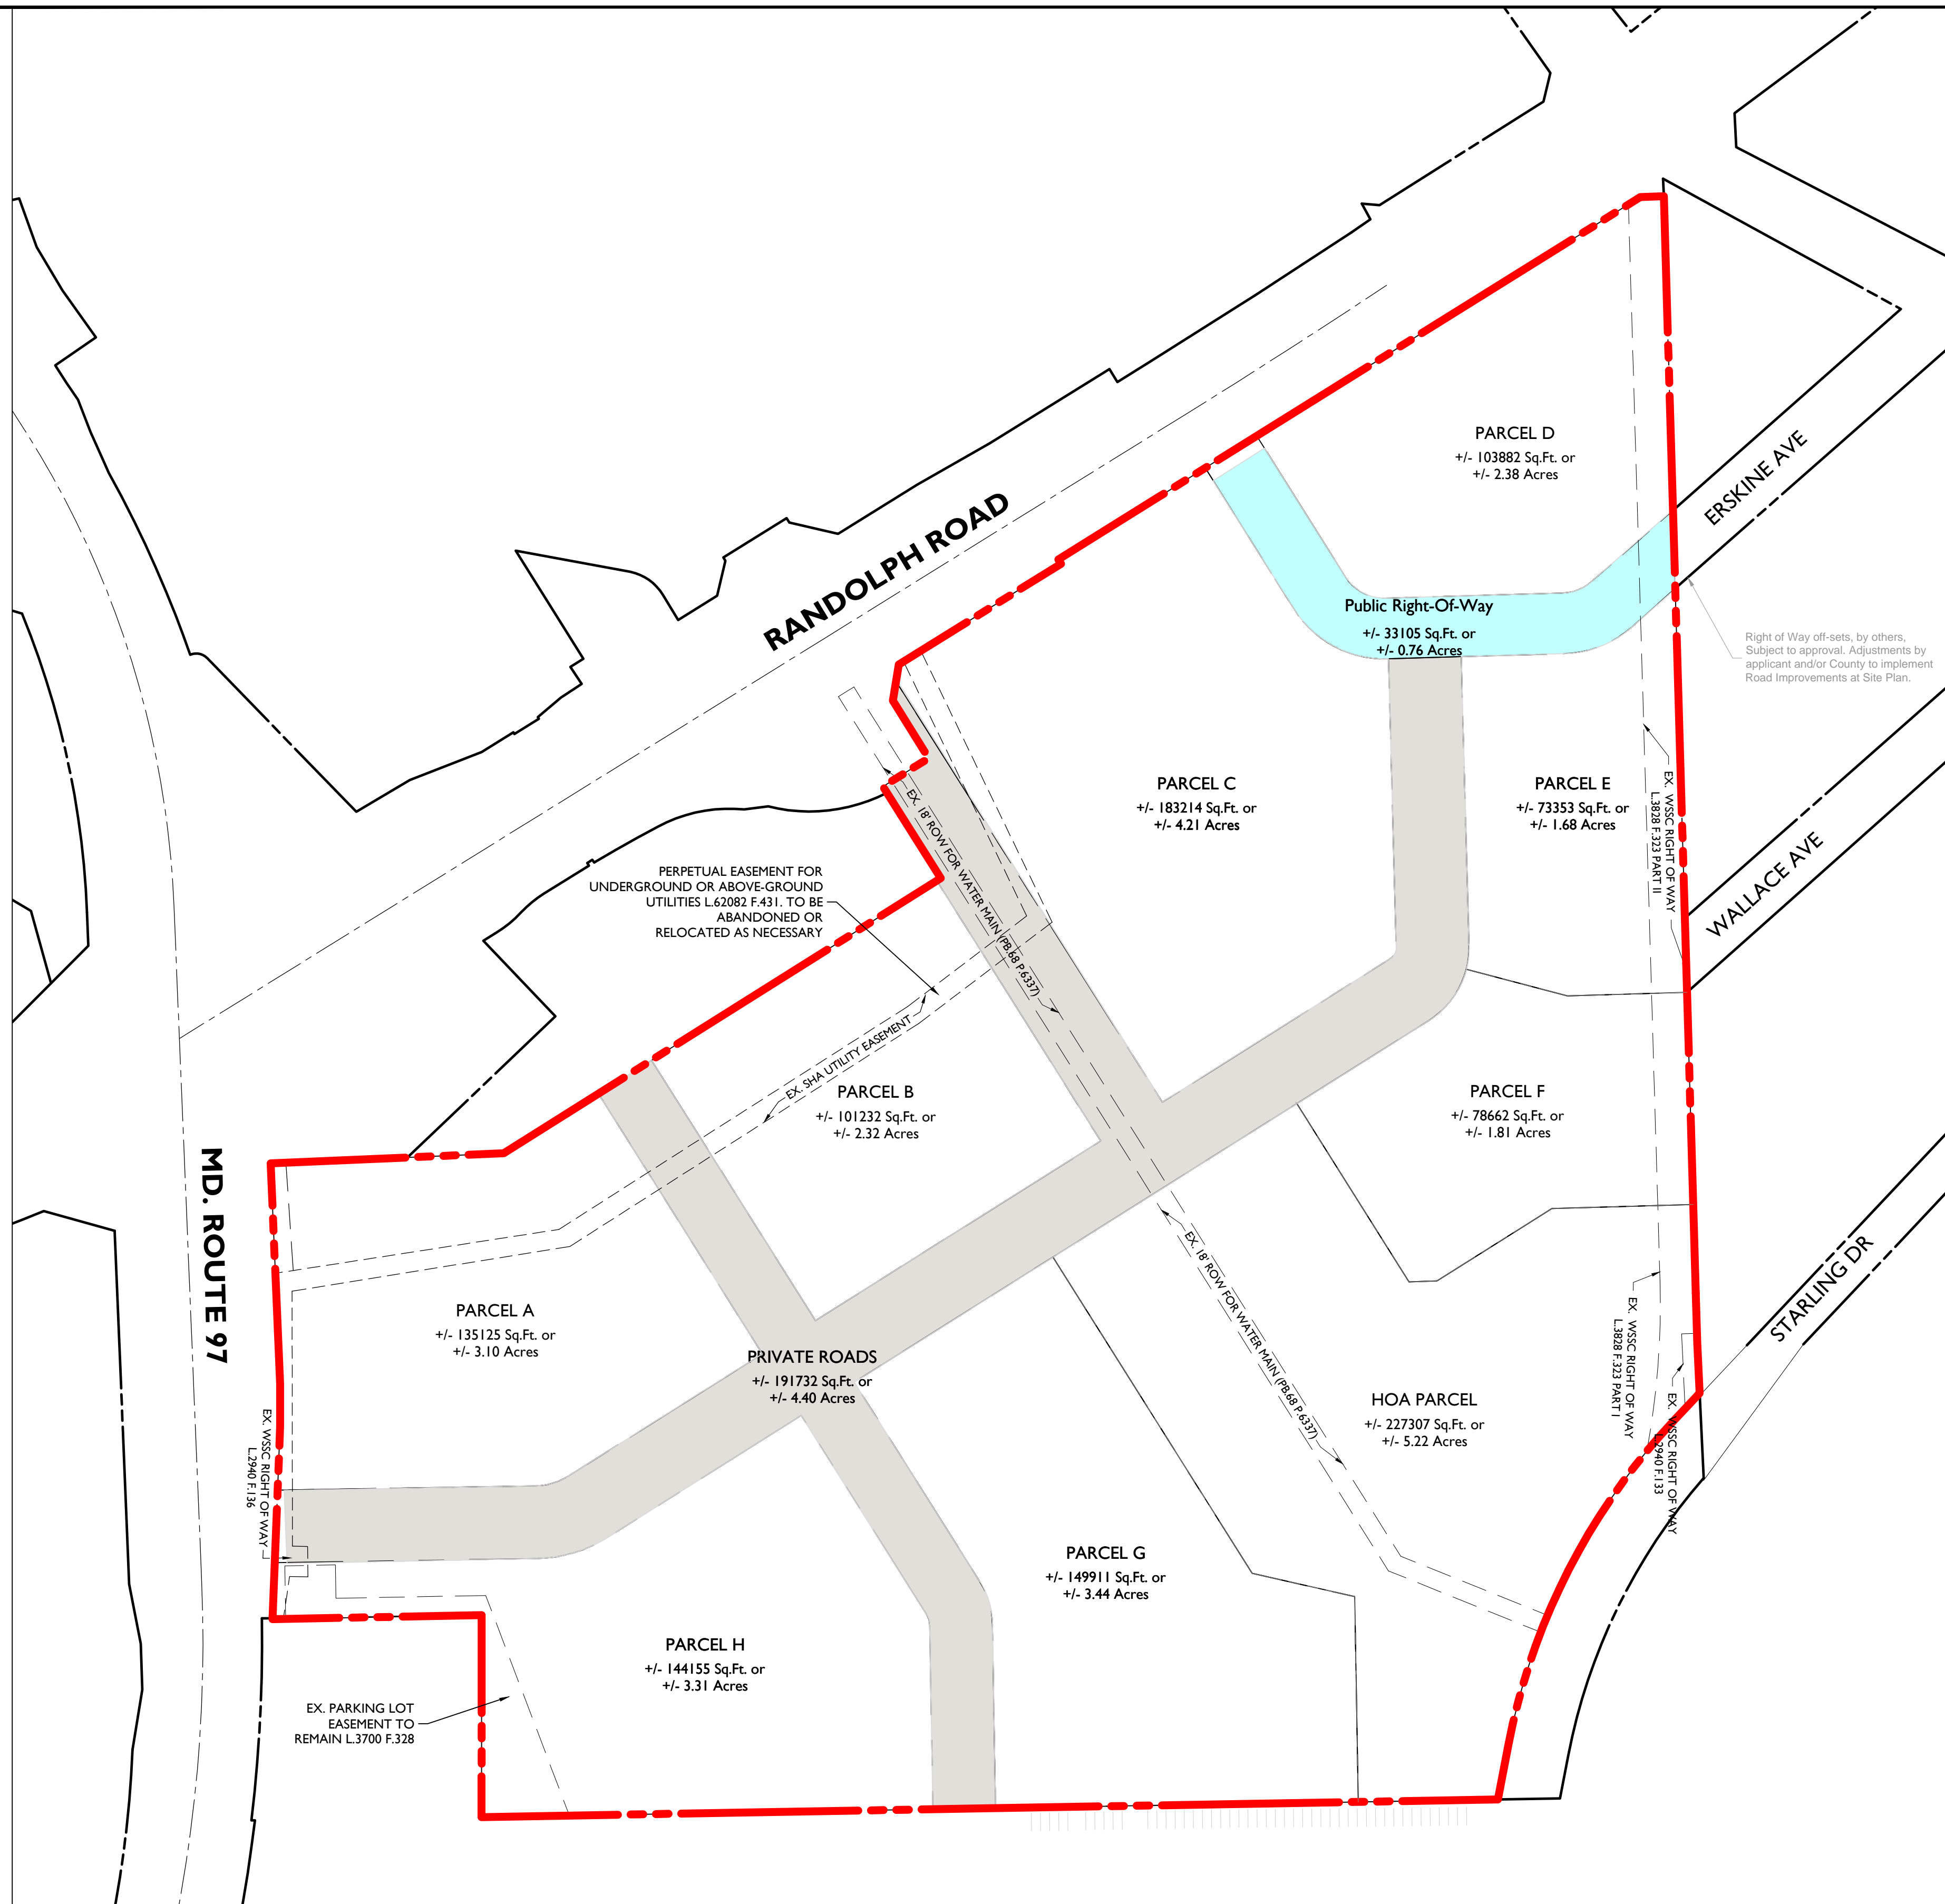 PARCEL D
+/- 103882 Sq.Ft. or
+/- 2.38 Acres
ERSKINE AVE
RANDOLPH ROAD
Public Right-Of-Way
+/- 33105 Sq.Ft. or
+/- 0.76 Acres
Right of Way off-sets, by others,
Subject to approval. Adjustments by
applicant and/or County to implement
Road Improvements at Site Plan.
PARCEL C
+/- 183214 Sq.Ft. or
+/- 4.21 Acres
PARCEL E
+/- 73353 Sq.Ft. or
+/- 1.68 Acres
EX. WSSC RIGHT OF WAY
L.3828 F.323 PART II
WALLACE AVE
EX. 18' ROW FOR WATER MAIN (PB.68 P.6337)
PERPETUAL EASEMENT FOR
UNDERGROUND OR ABOVE-GROUND
UTILITIES L.62082 F.431. TO BE
ABANDONED OR
RELOCATED AS NECESSARY
EX. SHA UTILITY EASEMENT
PARCEL B
+/- 101232 Sq.Ft. or
+/- 2.32 Acres
PARCEL F
+/- 78662 Sq.Ft. or
+/- 1.81 Acres
MD. ROUTE 97
STARLING DR
EX. 18' ROW FOR WATER MAIN (PB.68 P.6337)
PARCEL A
+/- 135125 Sq.Ft. or
+/- 3.10 Acres
PRIVATE ROADS
+/- 191732 Sq.Ft. or
+/- 4.40 Acres
EX. WSSC RIGHT OF WAY
L.3828 F.323 PART I
HOA PARCEL
+/- 227307 Sq.Ft. or
+/- 5.22 Acres
EX. WSSC RIGHT OF WAY
L.2940 F.133
EX. WSSC RIGHT OF WAY
L.2940 F.136
PARCEL G
+/- 149911 Sq.Ft. or
+/- 3.44 Acres
PARCEL H
+/- 144155 Sq.Ft. or
+/- 3.31 Acres
EX. PARKING LOT
EASEMENT TO
REMAIN L.3700 F.328